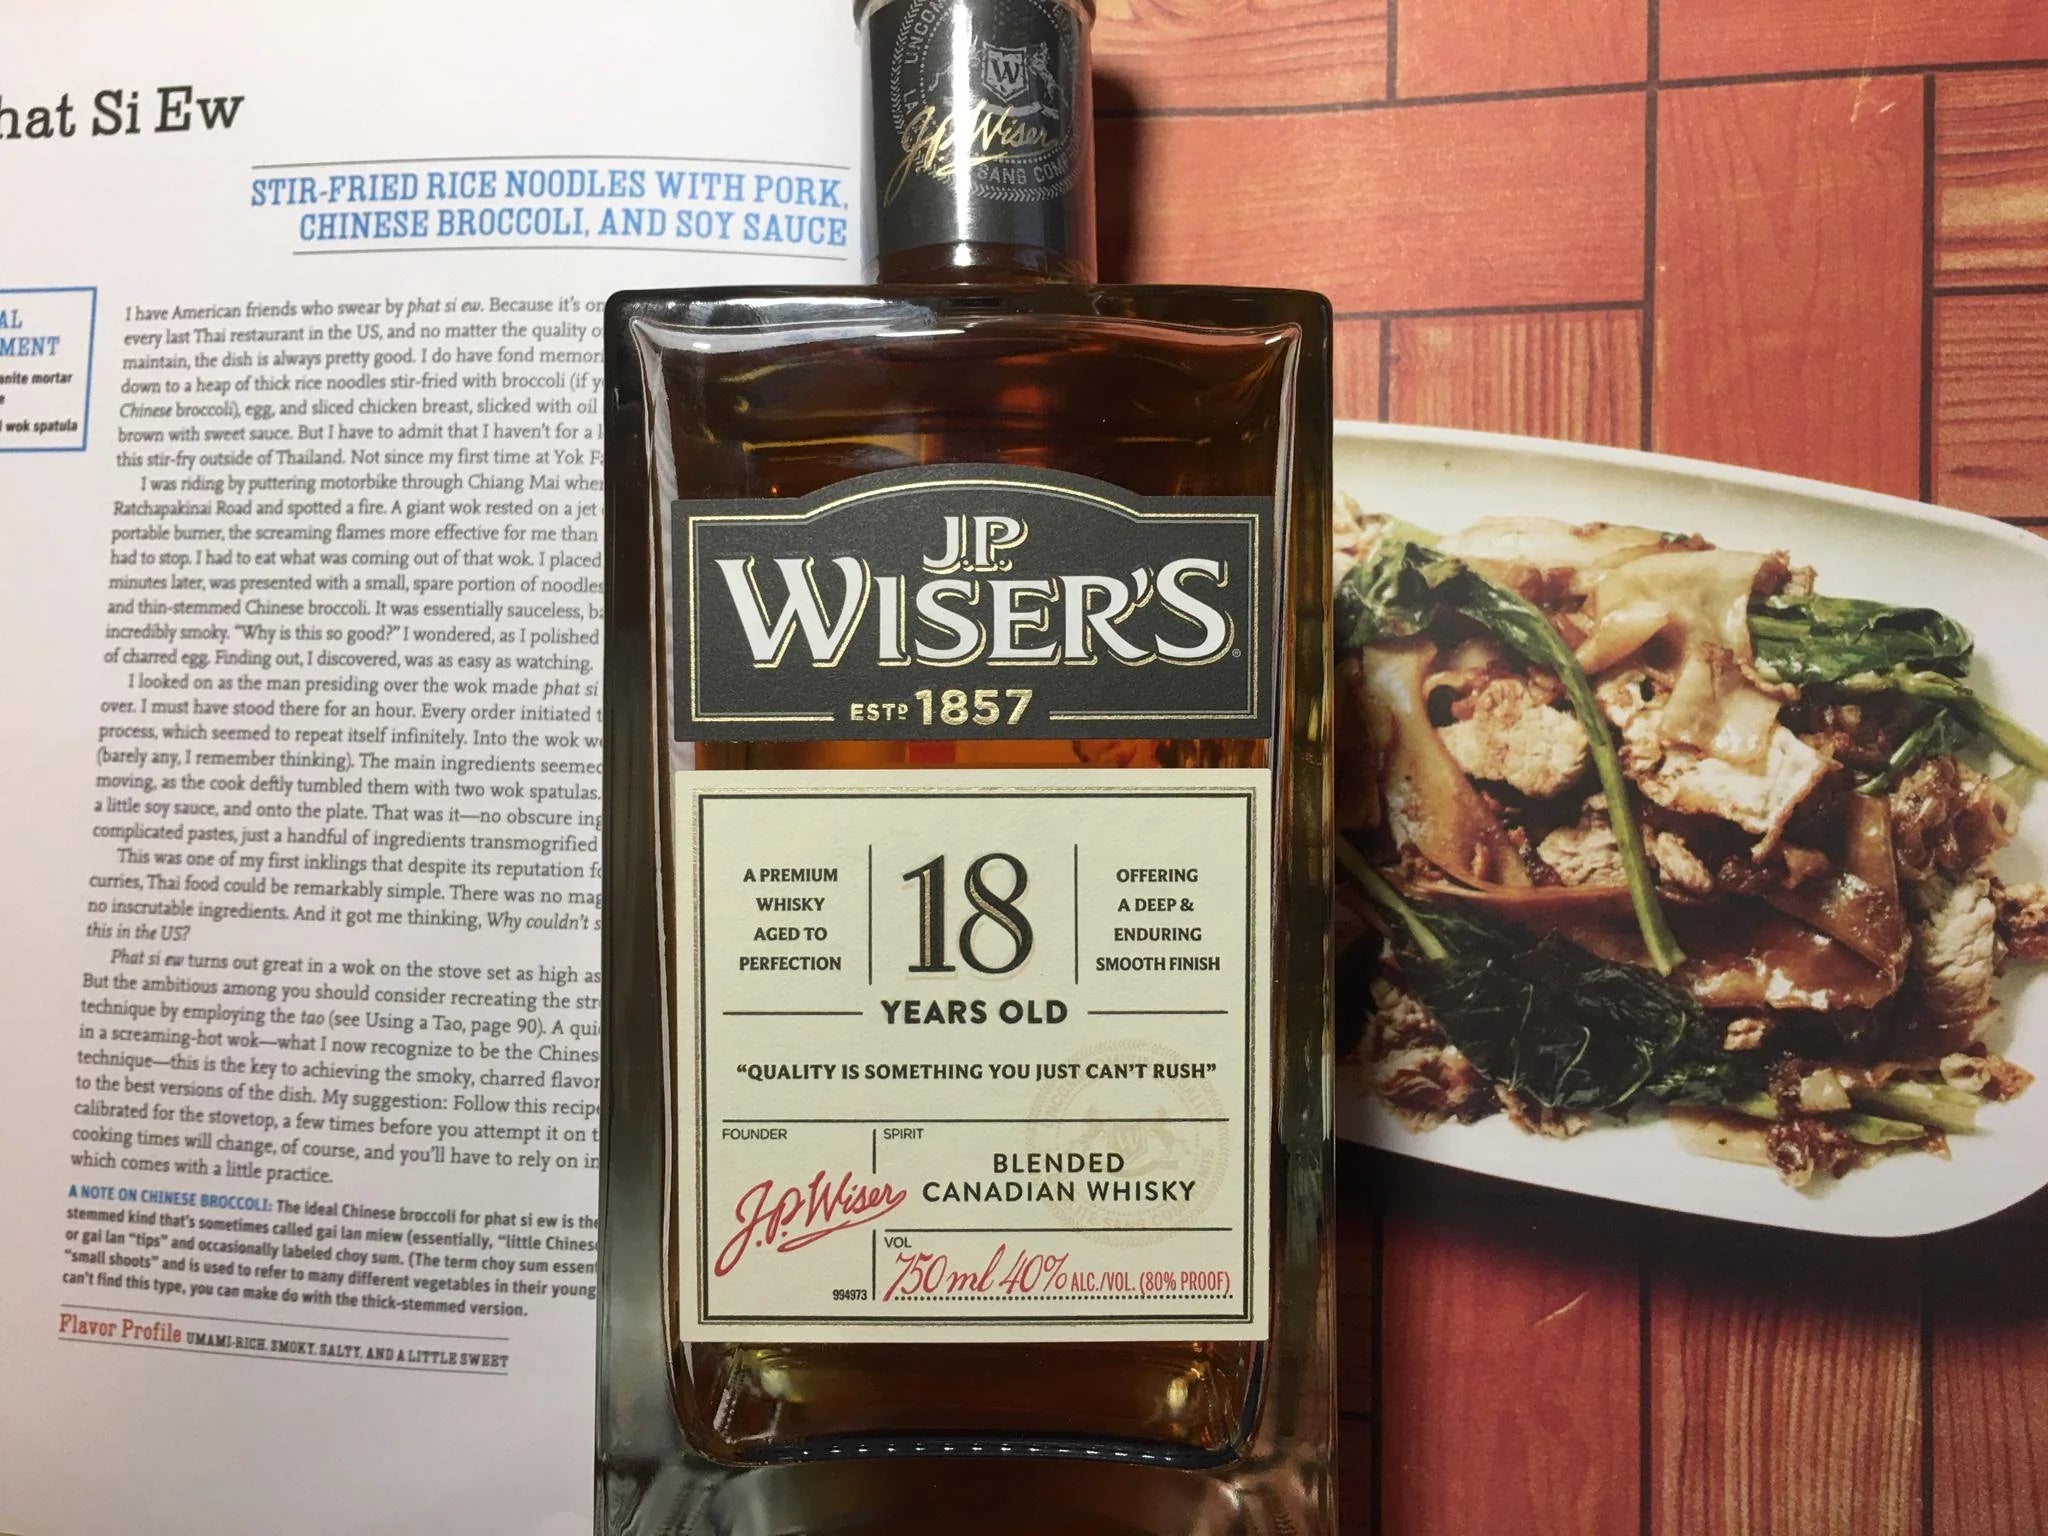 hat Si Ew
STIR-FRIED RICE NOODLES WITH PORK,
CHINESE BROCCOLI, AND SOY SAUCE
AL
MENT
anite mortar
e
wok spatula
I have American friends who swear by phat si ew. Because it's on
every last Thai restaurant in the US, and no matter the quality o
maintain, the dish is always pretty good. I do have fond memori
down to a heap of thick rice noodles stir-fried with broccoli (if y
Chinese broccoli), egg, and sliced chicken breast, slicked with oil
brown with sweet sauce. But I have to admit that I haven't for a l
this stir-fry outside of Thailand. Not since my first time at Yok Fa
I was riding by puttering motorbike through Chiang Mai when
Ratchapakinai Road and spotted a fire. A giant wok rested on a jet
portable burner, the screaming flames more effective for me than
had to stop. I had to eat what was coming out of that wok. I placed
minutes later, was presented with a small, spare portion of noodles
and thin-stemmed Chinese broccoli. It was essentially sauceless, ba
incredibly smoky. "Why is this so good?" I wondered, as I polished
of charred egg. Finding out, I discovered, was as easy as watching.
I looked on as the man presiding over the wok made phat si
over. I must have stood there for an hour. Every order initiated t
process, which seemed to repeat itself infinitely. Into the wok we
(barely any, I remember thinking). The main ingredients seemed
moving, as the cook deftly tumbled them with two wok spatulas.
a little soy sauce, and onto the plate. That was it—no obscure ing
complicated pastes, just a handful of ingredients transmogrified
This was one of my first inklings that despite its reputation fo
curries, Thai food could be remarkably simple. There was no mag
no inscrutable ingredients. And it got me thinking, Why couldn't s
this in the US?
Phat si ew turns out great in a wok on the stove set as high as
But the ambitious among you should consider recreating the stre
technique by employing the tao (see Using a Tao, page 90). A qui
in a screaming-hot wok—what I now recognize to be the Chines
technique—this is the key to achieving the smoky, charred flavor
to the best versions of the dish. My suggestion: Follow this recipe
calibrated for the stovetop, a few times before you attempt it on t
cooking times will change, of course, and you'll have to rely on in
which comes with a little practice.
A NOTE ON CHINESE BROCCOLI: The ideal Chinese broccoli for phat si ew is the
stemmed kind that's sometimes called gai lan miew (essentially, "little Chinese
or gai lan "tips" and occasionally labeled choy sum. (The term choy sum essent
"small shoots" and is used to refer to many different vegetables in their young
can't find this type, you can make do with the thick-stemmed version.
Flavor Profile UMAMI-RICH, SMOKY, SALTY, AND A LITTLE SWEET
W
J.P. Wiser
J.P.
WISER'S
ESTD 1857
A PREMIUM
WHISKY
AGED TO
PERFECTION
18
YEARS OLD
OFFERING
A DEEP &
ENDURING
SMOOTH FINISH
"QUALITY IS SOMETHING YOU JUST CAN'T RUSH"
FOUNDER
J.P. Wiser
994973
SPIRIT
BLENDED
CANADIAN WHISKY
VOL
750 ml 40% ALC./VOL. (80% PROOF)